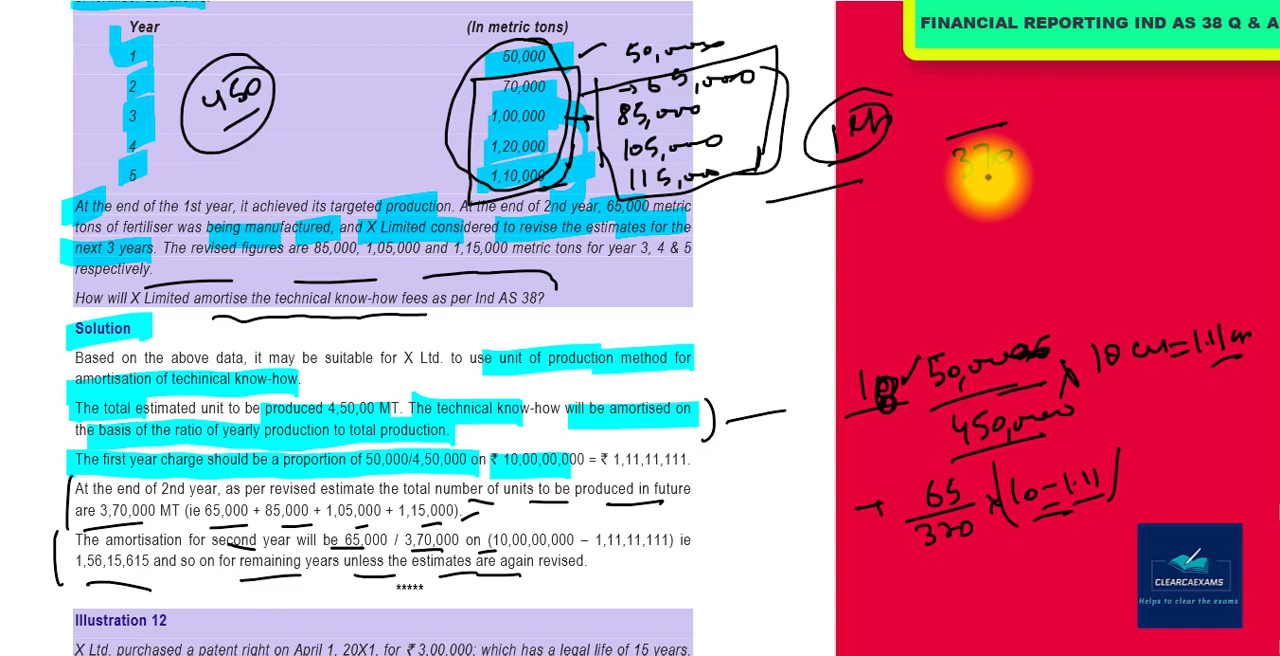 FINANCIAL REPORTING IND AS 38 Q & A
Year (In metric tons)
1 50,000
2 70,000
3 1,00,000
4 1,20,000
5 1,10,000
450
50,000
65,000
85,000
105,000
115,000
370
At the end of the 1st year, it achieved its targeted production. At the end of 2nd year, 65,000 metric
tons of fertiliser was being manufactured, and X Limited considered to revise the estimates for the
next 3 years. The revised figures are 85,000, 1,05,000 and 1,15,000 metric tons for year 3, 4 & 5
respectively.
How will X Limited amortise the technical know-how fees as per Ind AS 38?
Solution
Based on the above data, it may be suitable for X Ltd. to use unit of production method for
amortisation of techinical know-how.
The total estimated unit to be produced 4,50,00 MT. The technical know-how will be amortised on
the basis of the ratio of yearly production to total production.
The first year charge should be a proportion of 50,000/4,50,000 on ₹ 10,00,00,000 = ₹ 1,11,11,111.
At the end of 2nd year, as per revised estimate the total number of units to be produced in future
are 3,70,000 MT (ie 65,000 + 85,000 + 1,05,000 + 1,15,000).
The amortisation for second year will be 65,000 / 3,70,000 on (10,00,00,000 – 1,11,11,111) ie
1,56,15,615 and so on for remaining years unless the estimates are again revised.
*****
50,000 × 10 cr = 1.11 cr
450,000
→ 65 × (10 – 1.11)
370
CLEARCAEXAMS
Helps to clear the exams
Illustration 12
X Ltd. purchased a patent right on April 1, 20X1, for ₹ 3,00,000; which has a legal life of 15 years.